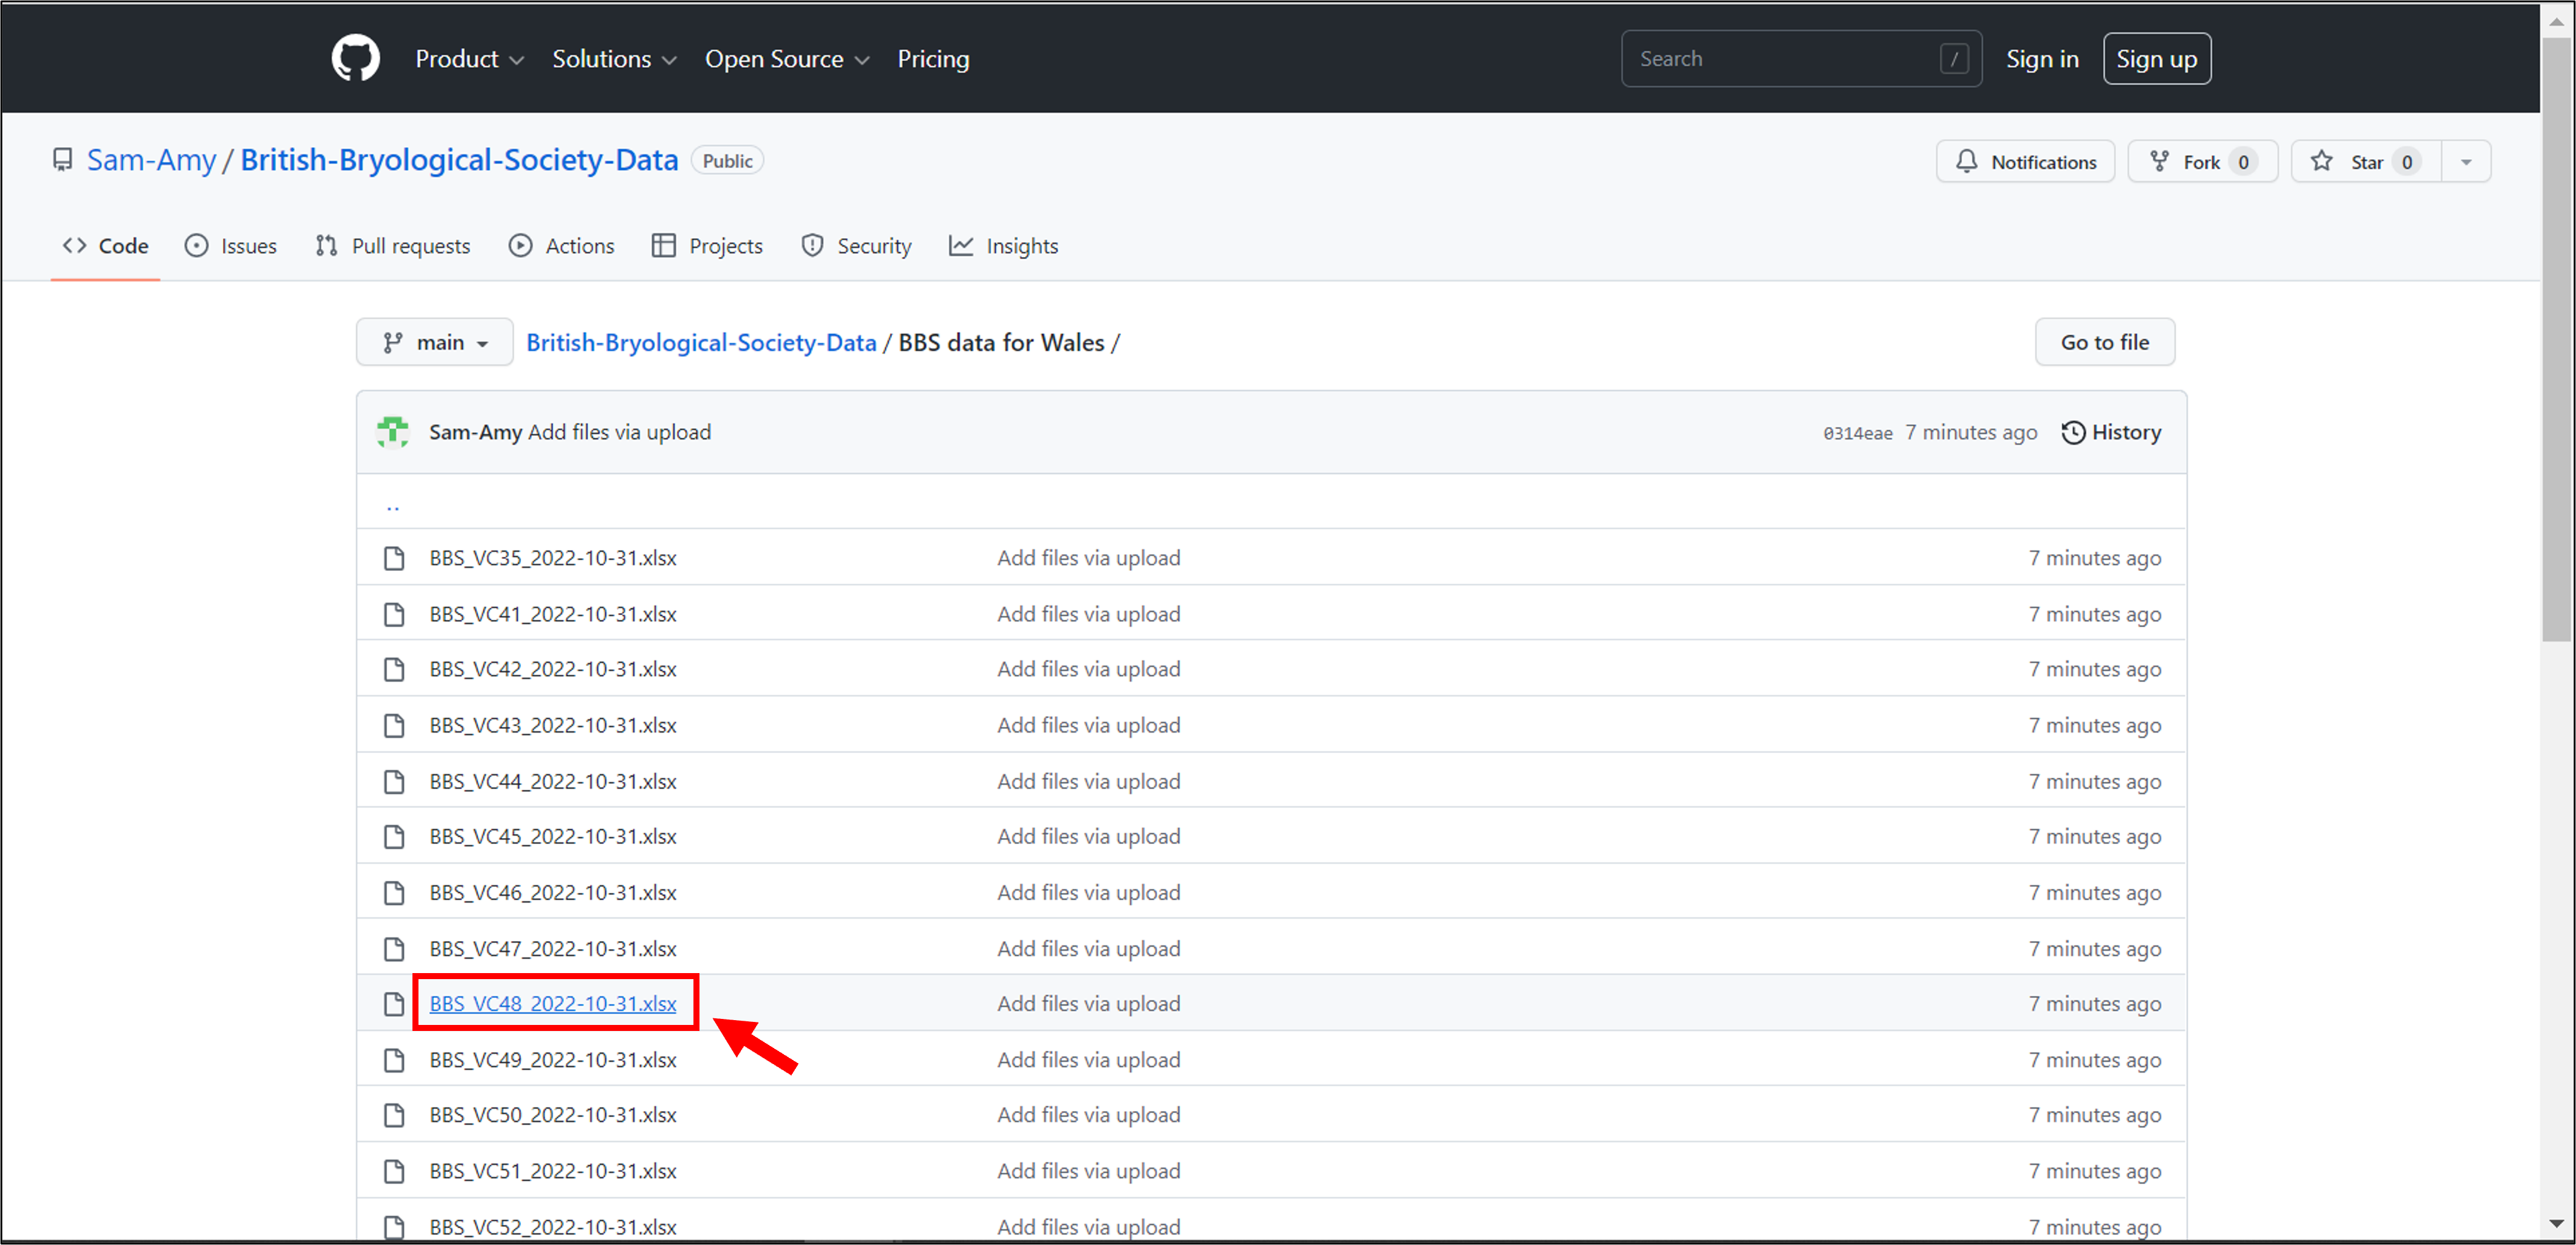 Product Solutions Open Source Pricing Search / Sign in Sign up
Sam-Amy / British-Bryological-Society-Data Public Notifications Fork 0 Star 0
Code Issues Pull requests Actions Projects Security Insights
main British-Bryological-Society-Data / BBS data for Wales / Go to file
Sam-Amy Add files via upload 0314eae 7 minutes ago History
..
BBS_VC35_2022-10-31.xlsx Add files via upload 7 minutes ago
BBS_VC41_2022-10-31.xlsx Add files via upload 7 minutes ago
BBS_VC42_2022-10-31.xlsx Add files via upload 7 minutes ago
BBS_VC43_2022-10-31.xlsx Add files via upload 7 minutes ago
BBS_VC44_2022-10-31.xlsx Add files via upload 7 minutes ago
BBS_VC45_2022-10-31.xlsx Add files via upload 7 minutes ago
BBS_VC46_2022-10-31.xlsx Add files via upload 7 minutes ago
BBS_VC47_2022-10-31.xlsx Add files via upload 7 minutes ago
BBS_VC48_2022-10-31.xlsx Add files via upload 7 minutes ago
BBS_VC49_2022-10-31.xlsx Add files via upload 7 minutes ago
BBS_VC50_2022-10-31.xlsx Add files via upload 7 minutes ago
BBS_VC51_2022-10-31.xlsx Add files via upload 7 minutes ago
BBS_VC52_2022-10-31.xlsx Add files via upload 7 minutes ago